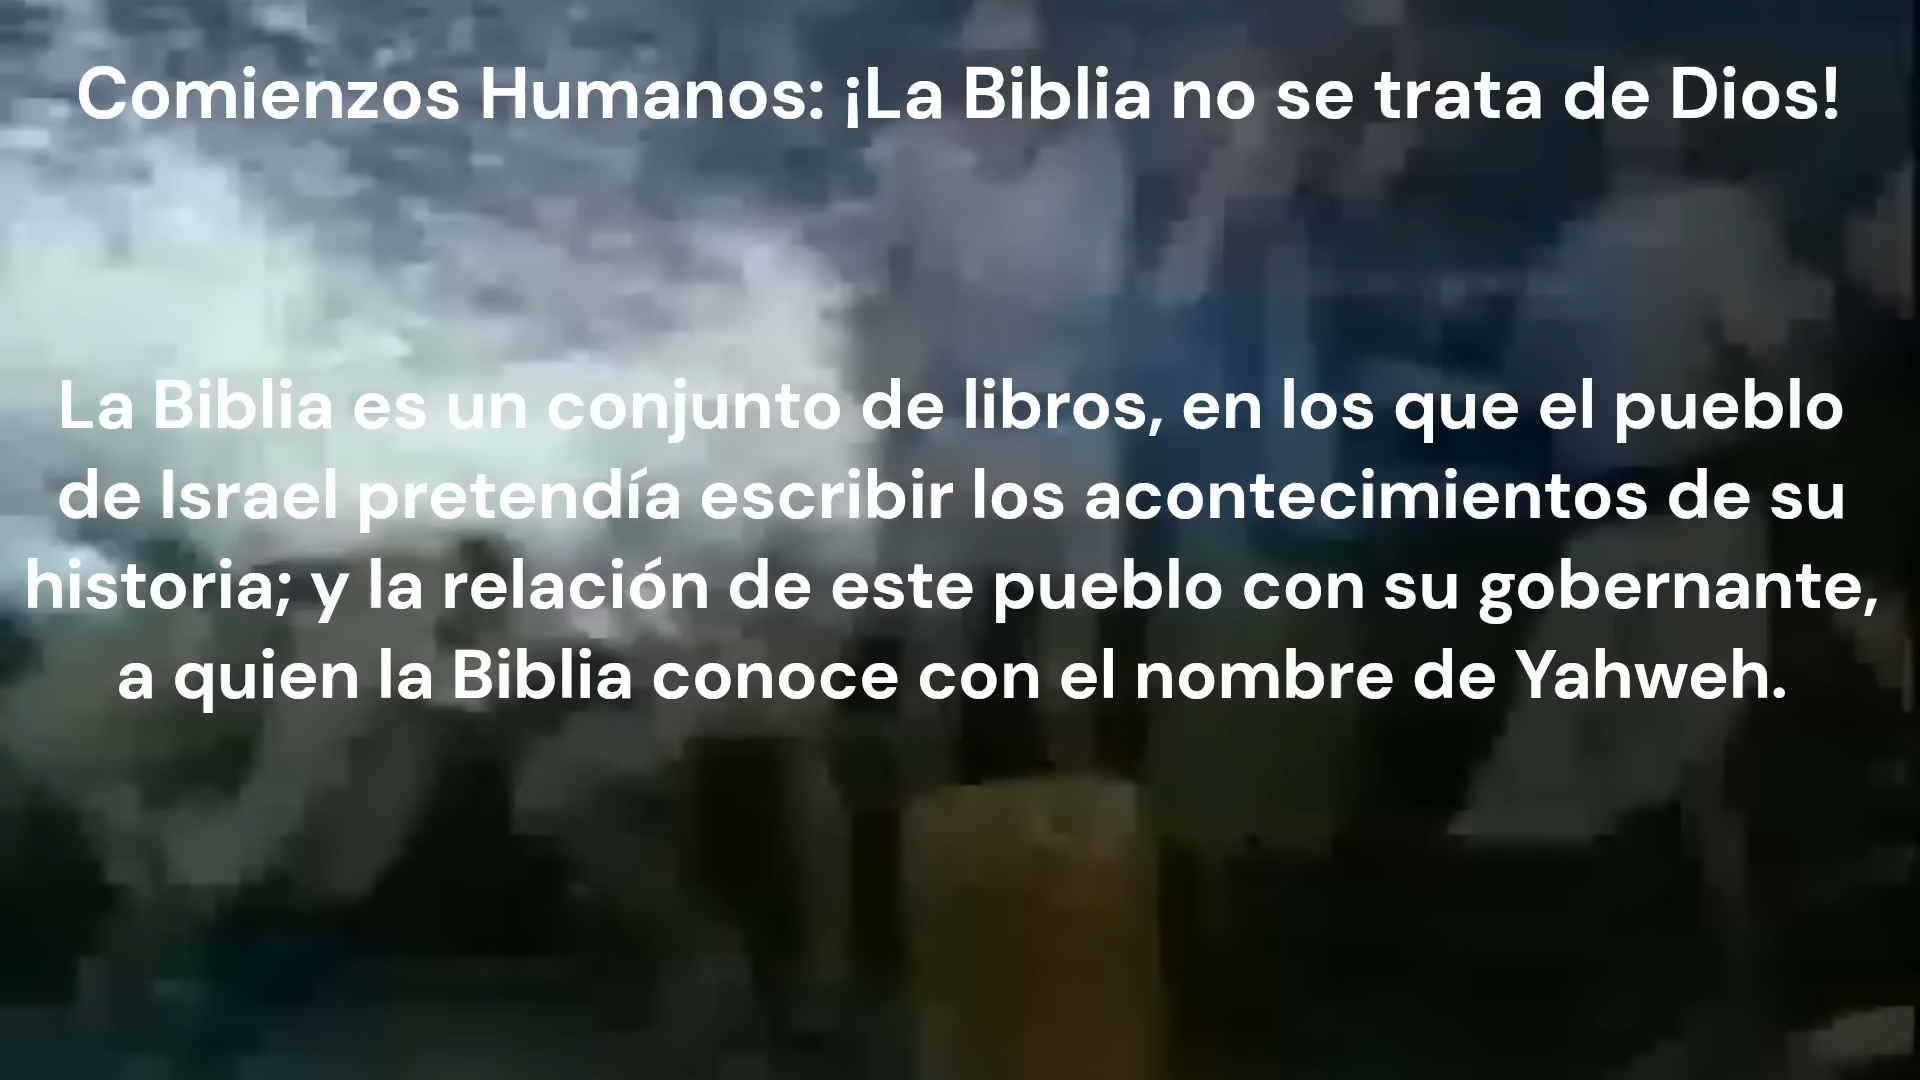 Comienzos Humanos: ¡La Biblia no se trata de Dios!
La Biblia es un conjunto de libros, en los que el pueblo
de Israel pretendía escribir los acontecimientos de su
historia; y la relación de este pueblo con su gobernante,
a quien la Biblia conoce con el nombre de Yahweh.